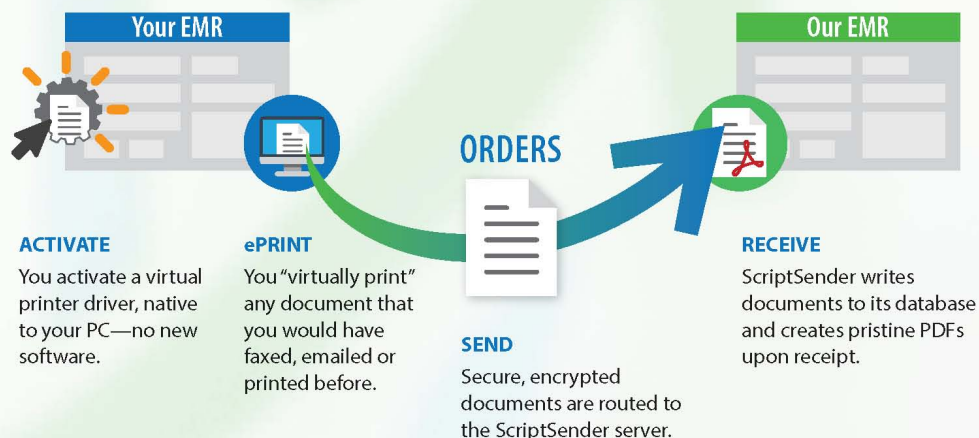 Your EMR
Our EMR
ORDERS
ACTIVATE
You activate a virtual
printer driver, native
to your PC—no new
software.
ePRINT
You “virtually print”
any document that
you would have
faxed, emailed or
printed before.
SEND
Secure, encrypted
documents are routed to
the ScriptSender server.
RECEIVE
ScriptSender writes
documents to its database
and creates pristine PDFs
upon receipt.